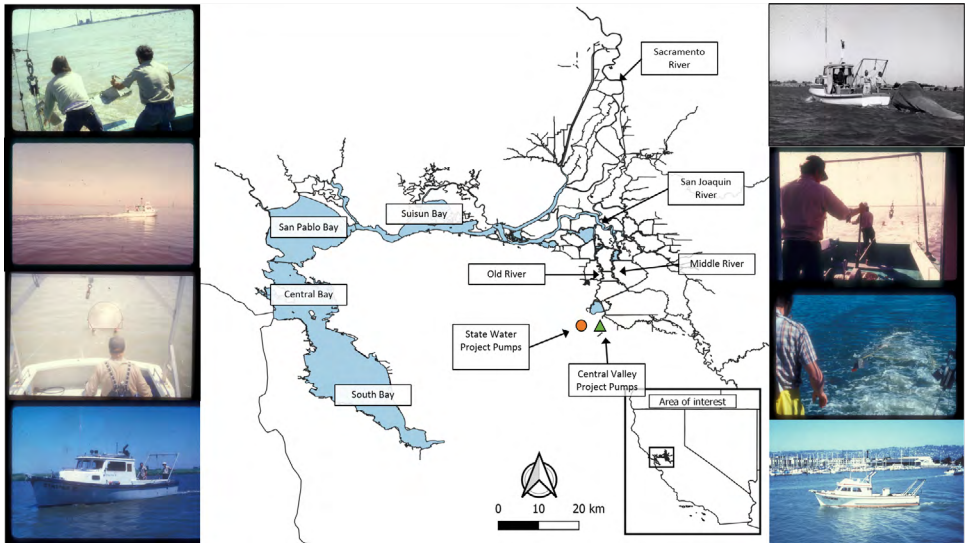 Sacramento
River
San Joaquin
River
Suisun Bay
San Pablo Bay
Middle River
Old River
Central Bay
State Water
Project Pumps
Central Valley
Project Pumps
South Bay
Area of interest
0 10 20 km